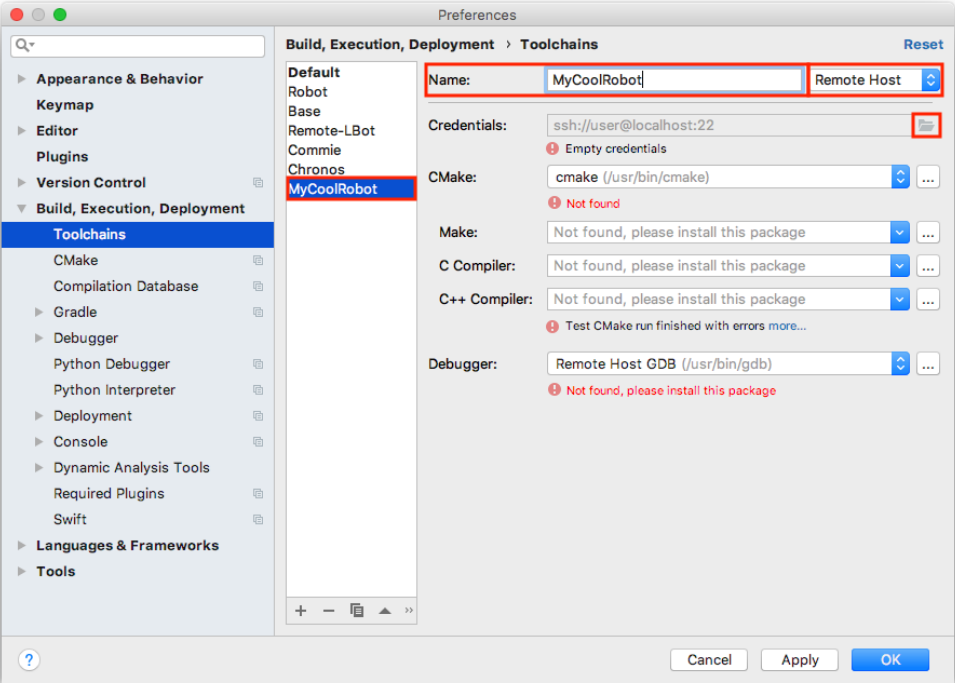 Preferences
Build, Execution, Deployment › Toolchains
Reset
Appearance & Behavior
Keymap
Editor
Plugins
Version Control
Build, Execution, Deployment
Toolchains
CMake
Compilation Database
Gradle
Debugger
Python Debugger
Python Interpreter
Deployment
Console
Dynamic Analysis Tools
Required Plugins
Swift
Languages & Frameworks
Tools
Default
Robot
Base
Remote-LBot
Commie
Chronos
MyCoolRobot
Name: MyCoolRobot Remote Host
Credentials: ssh://user@localhost:22
Empty credentials
CMake: cmake (/usr/bin/cmake) ...
Not found
Make: Not found, please install this package ...
C Compiler: Not found, please install this package ...
C++ Compiler: Not found, please install this package ...
Test CMake run finished with errors more...
Debugger: Remote Host GDB (/usr/bin/gdb) ...
Not found, please install this package
+ − »
? Cancel Apply OK